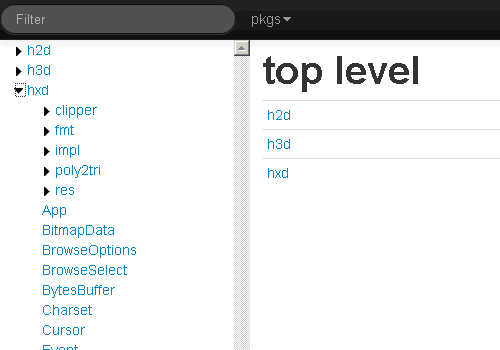 Filter
pkgs
h2d
h3d
hxd
clipper
fmt
impl
poly2tri
res
App
BitmapData
BrowseOptions
BrowseSelect
BytesBuffer
Charset
Cursor
Event
top level
h2d
h3d
hxd